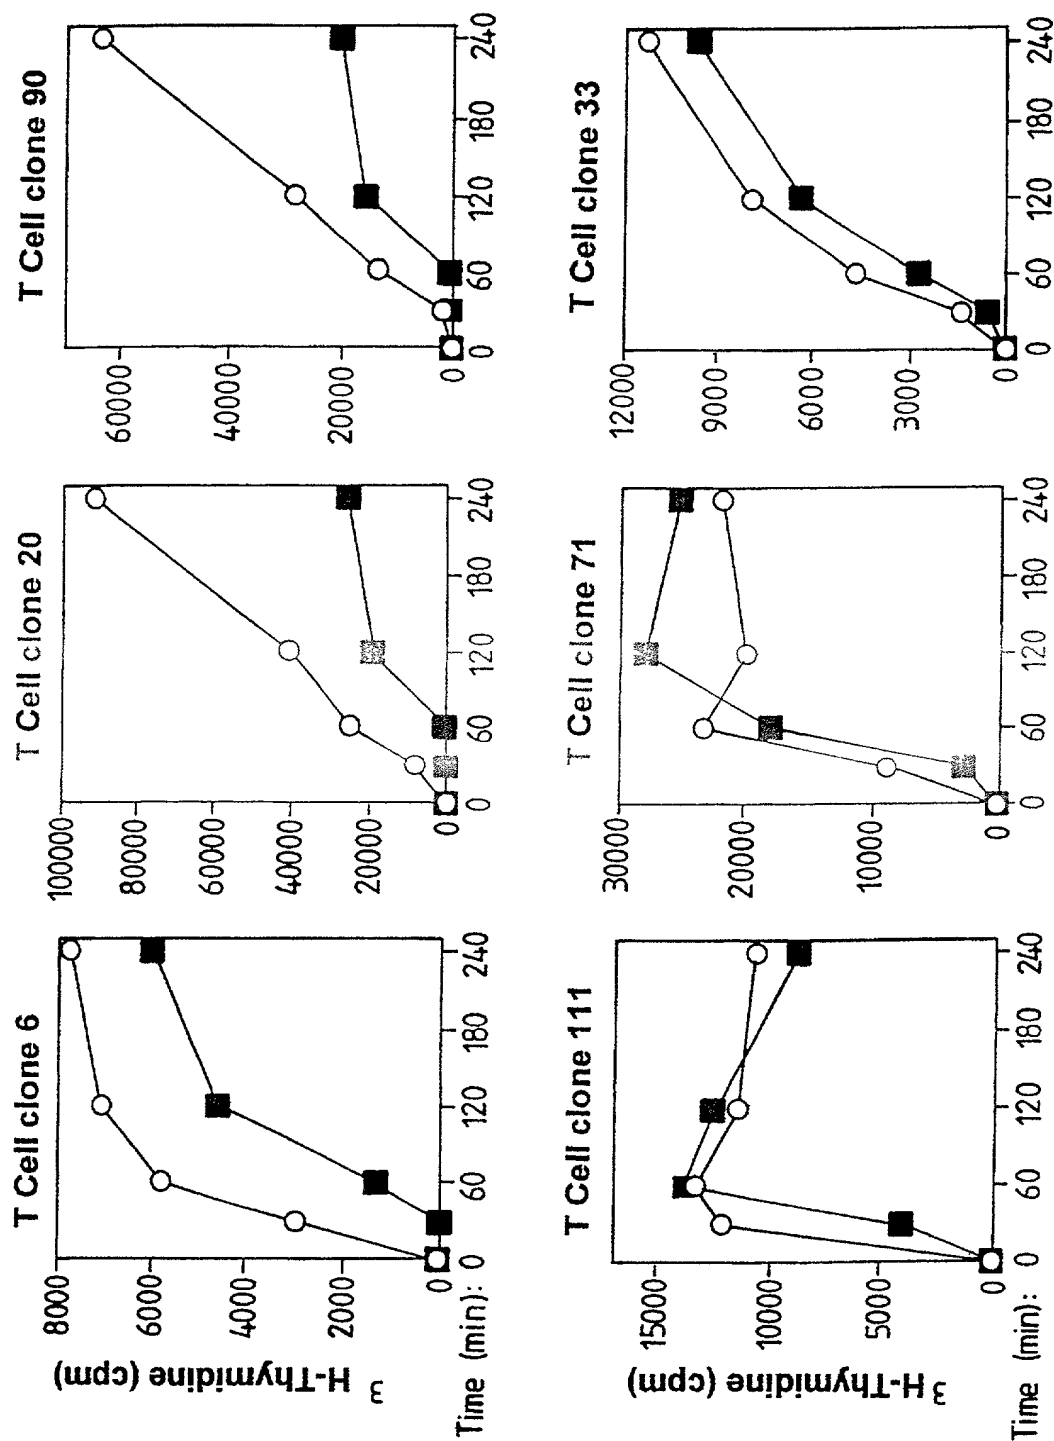 T Cell clone 6
³H-Thymidine (cpm)
8000
6000
4000
2000
0
Time (min): 0 60 120 180 240
T Cell clone 20
100000
80000
60000
40000
20000
0
0 60 120 180 240
T Cell clone 90
60000
40000
20000
0
0 60 120 180 240
T Cell clone 111
³H-Thymidine (cpm)
15000
10000
5000
0
Time (min): 0 60 120 180 240
T Cell clone 71
30000
20000
10000
0
0 60 120 180 240
T Cell clone 33
12000
9000
6000
3000
0
0 60 120 180 240